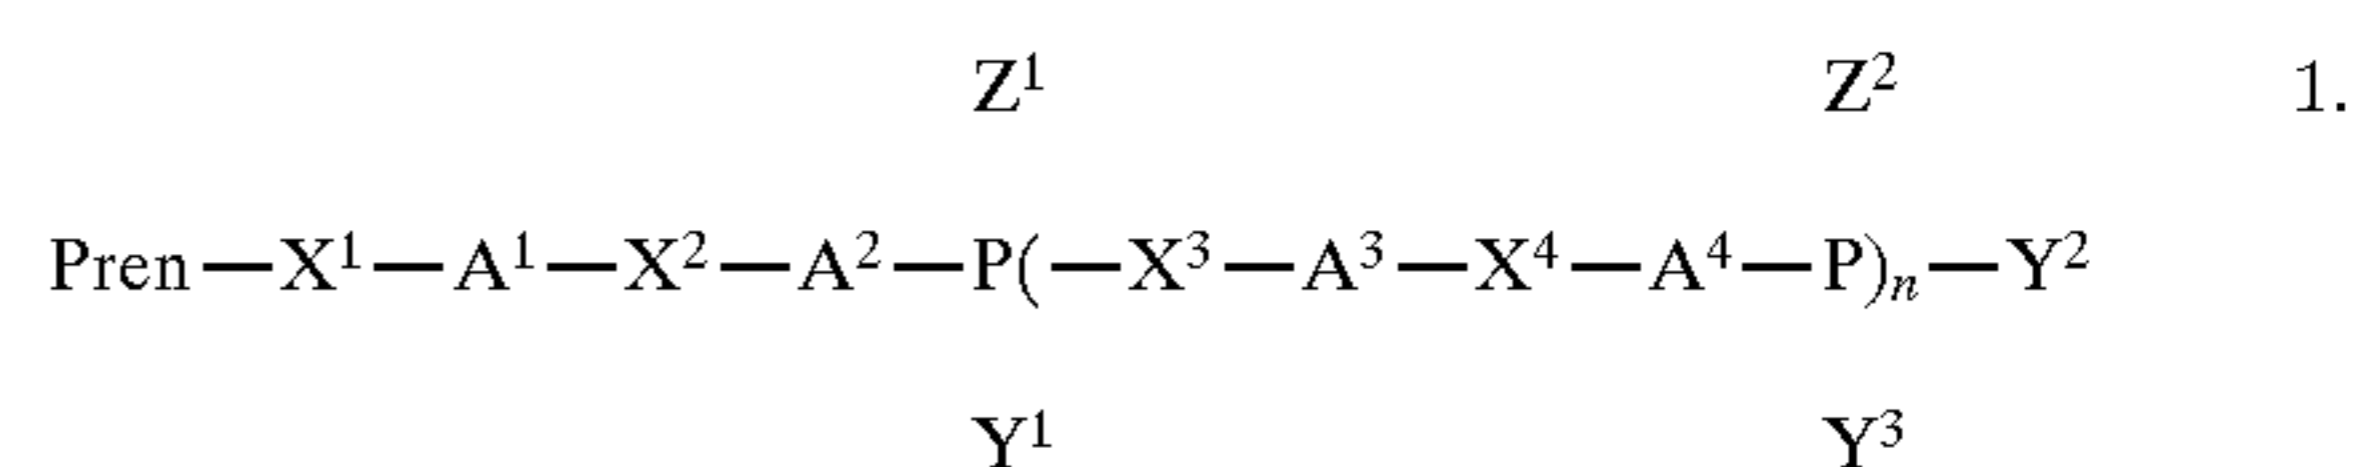 Z¹ Z² 1.
Pren—X¹—A¹—X²—A²—P(—X³—A³—X⁴—A⁴—P)ₙ—Y²
Y¹ Y³